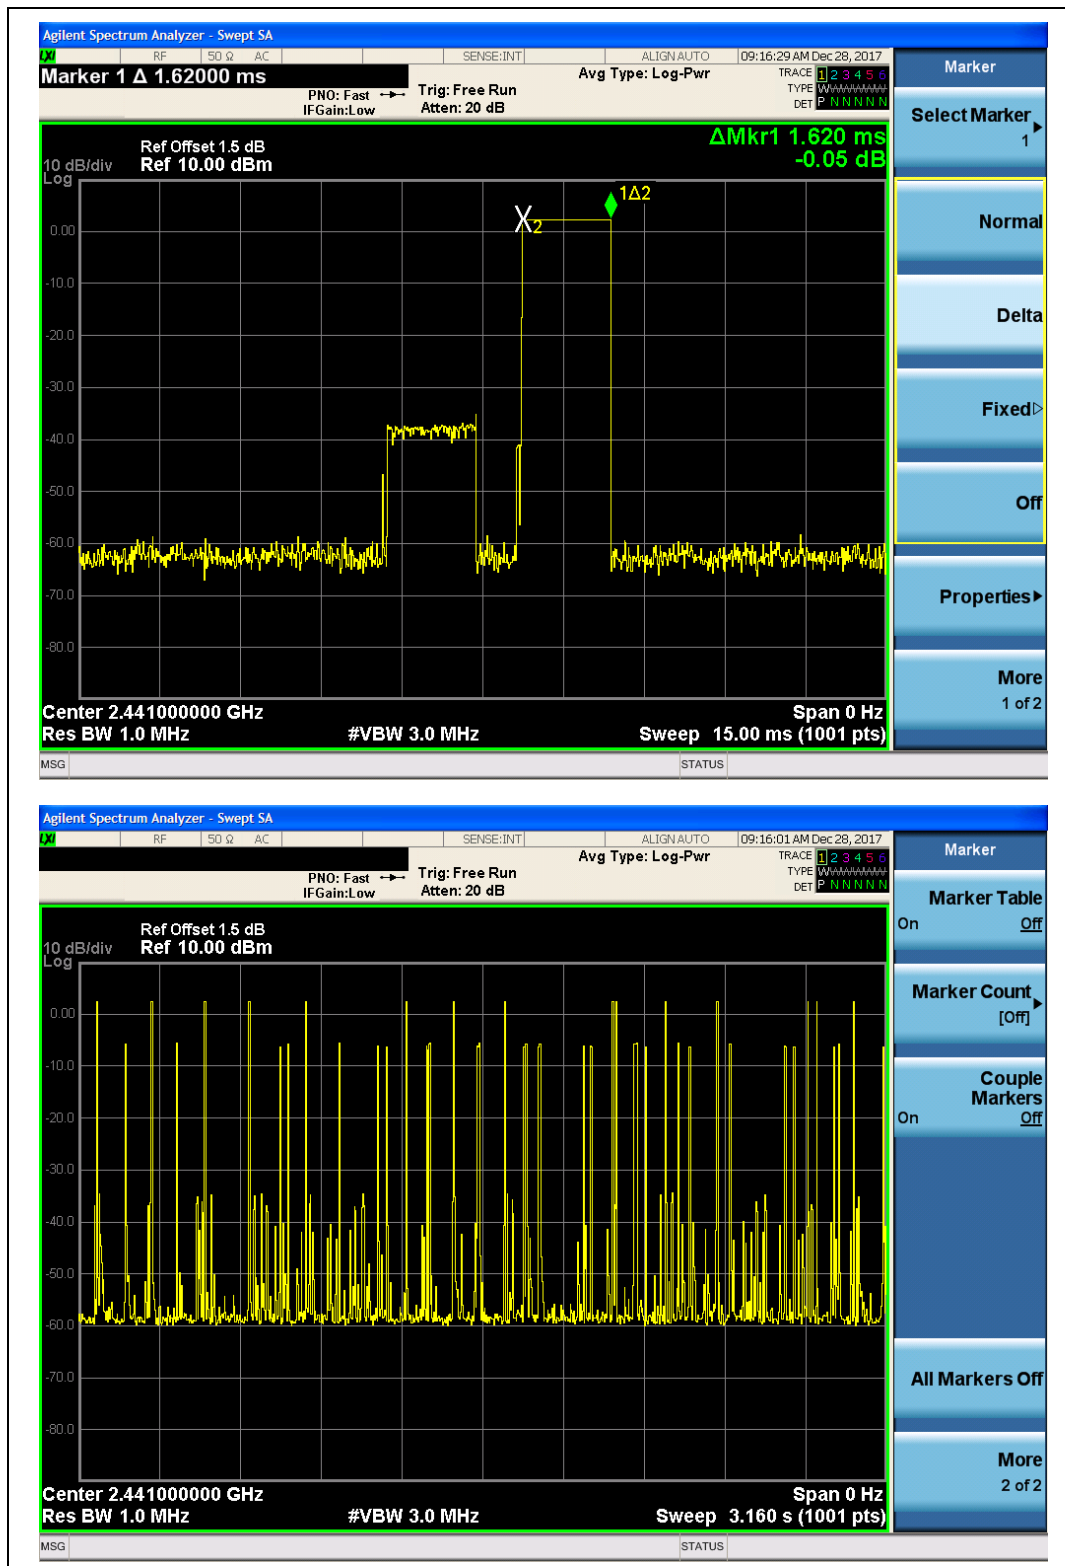 Agilent Spectrum Analyzer - Swept SA
LXI RF 50 Ω AC SENSE:INT ALIGN AUTO 09:16:29 AM Dec 28, 2017
Marker 1 Δ 1.62000 ms
Avg Type: Log-Pwr
TRACE 1 2 3 4 5 6
PNO: Fast
Trig: Free Run
TYPE
IFGain:Low
Atten: 20 dB
DET P N N N N N
ΔMkr1 1.620 ms
-0.05 dB
Ref Offset 1.5 dB
10 dB/div Ref 10.00 dBm
Log
1Δ2
X2
0.00
-10.0
-20.0
-30.0
-40.0
-50.0
-60.0
-70.0
-80.0
Center 2.441000000 GHz Span 0 Hz
Res BW 1.0 MHz #VBW 3.0 MHz Sweep 15.00 ms (1001 pts)
MSG STATUS
Marker
Select Marker
1
Normal
Delta
Fixed
Off
Properties
More
1 of 2
Agilent Spectrum Analyzer - Swept SA
LXI RF 50 Ω AC SENSE:INT ALIGN AUTO 09:16:01 AM Dec 28, 2017
Avg Type: Log-Pwr
TRACE 1 2 3 4 5 6
PNO: Fast
Trig: Free Run
TYPE
IFGain:Low
Atten: 20 dB
DET P N N N N N
Ref Offset 1.5 dB
10 dB/div Ref 10.00 dBm
Log
0.00
-10.0
-20.0
-30.0
-40.0
-50.0
-60.0
-70.0
-80.0
Center 2.441000000 GHz Span 0 Hz
Res BW 1.0 MHz #VBW 3.0 MHz Sweep 3.160 s (1001 pts)
MSG STATUS
Marker
Marker Table
On Off
Marker Count
[Off]
Couple
Markers
On Off
All Markers Off
More
2 of 2